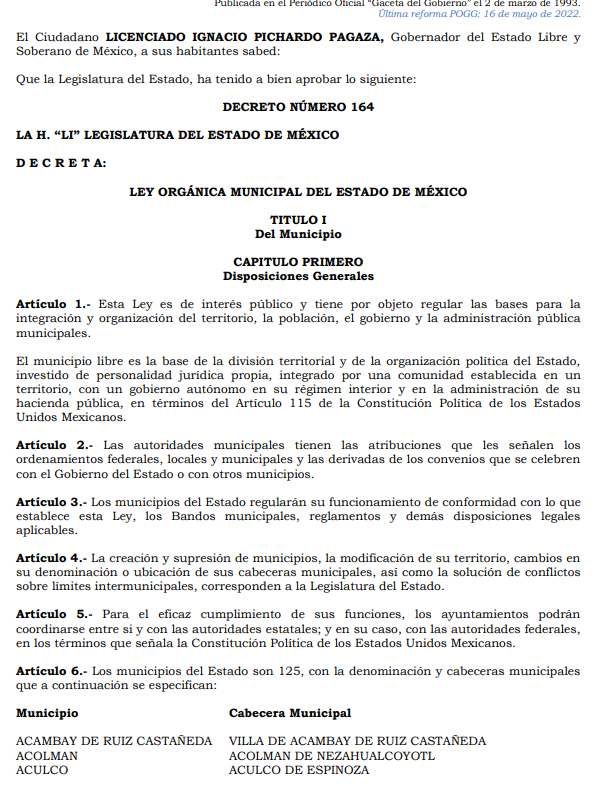 Publicada en el Periódico Oficial “Gaceta del Gobierno” el 2 de marzo de 1993.
Última reforma POGG: 16 de mayo de 2022.
El Ciudadano LICENCIADO IGNACIO PICHARDO PAGAZA, Gobernador del Estado Libre y
Soberano de México, a sus habitantes sabed:
Que la Legislatura del Estado, ha tenido a bien aprobar lo siguiente:
DECRETO NÚMERO 164
LA H. “LI” LEGISLATURA DEL ESTADO DE MÉXICO
D E C R E T A:
LEY ORGÁNICA MUNICIPAL DEL ESTADO DE MÉXICO
TITULO I
Del Municipio
CAPITULO PRIMERO
Disposiciones Generales
Artículo 1.- Esta Ley es de interés público y tiene por objeto regular las bases para la
integración y organización del territorio, la población, el gobierno y la administración pública
municipales.
El municipio libre es la base de la división territorial y de la organización política del Estado,
investido de personalidad jurídica propia, integrado por una comunidad establecida en un
territorio, con un gobierno autónomo en su régimen interior y en la administración de su
hacienda pública, en términos del Artículo 115 de la Constitución Política de los Estados
Unidos Mexicanos.
Artículo 2.- Las autoridades municipales tienen las atribuciones que les señalen los
ordenamientos federales, locales y municipales y las derivadas de los convenios que se celebren
con el Gobierno del Estado o con otros municipios.
Artículo 3.- Los municipios del Estado regularán su funcionamiento de conformidad con lo que
establece esta Ley, los Bandos municipales, reglamentos y demás disposiciones legales
aplicables.
Artículo 4.- La creación y supresión de municipios, la modificación de su territorio, cambios en
su denominación o ubicación de sus cabeceras municipales, así como la solución de conflictos
sobre límites intermunicipales, corresponden a la Legislatura del Estado.
Artículo 5.- Para el eficaz cumplimiento de sus funciones, los ayuntamientos podrán
coordinarse entre si y con las autoridades estatales; y en su caso, con las autoridades federales,
en los términos que señala la Constitución Política de los Estados Unidos Mexicanos.
Artículo 6.- Los municipios del Estado son 125, con la denominación y cabeceras municipales
que a continuación se especifican:
Municipio Cabecera Municipal
ACAMBAY DE RUIZ CASTAÑEDA VILLA DE ACAMBAY DE RUIZ CASTAÑEDA
ACOLMAN ACOLMAN DE NEZAHUALCOYOTL
ACULCO ACULCO DE ESPINOZA